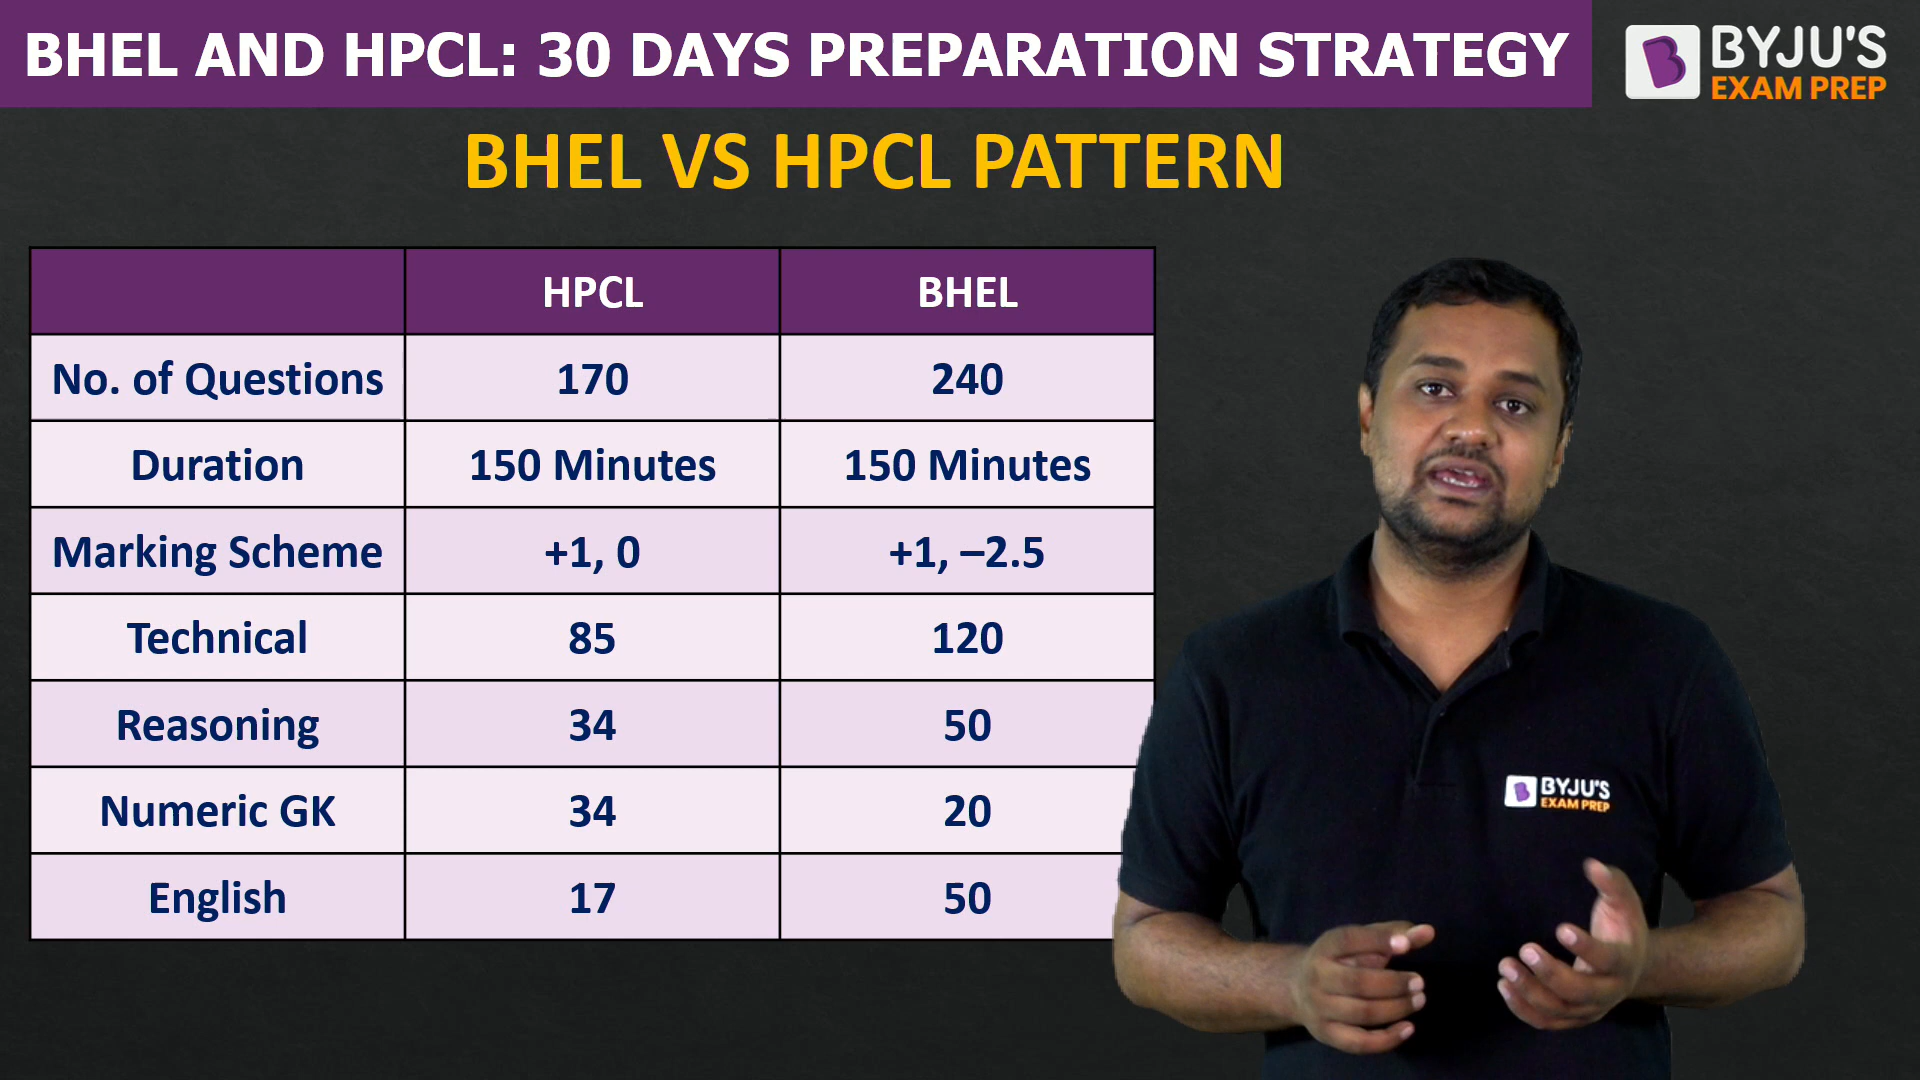 BHEL AND HPCL: 30 DAYS PREPARATION STRATEGY
BYJU'S
EXAM PREP
BHEL VS HPCL PATTERN
HPCL BHEL
No. of Questions 170 240
Duration 150 Minutes 150 Minutes
Marking Scheme +1, 0 +1, –2.5
Technical 85 120
Reasoning 34 50
Numeric GK 34 20
English 17 50
BYJU'S
EXAM PREP